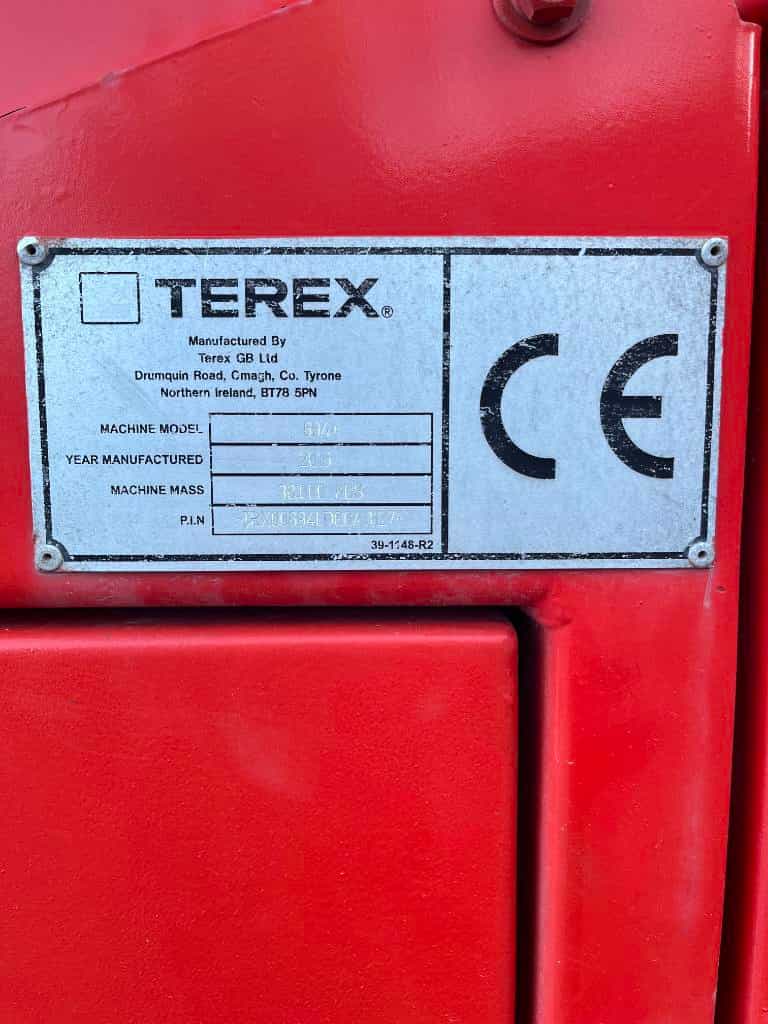 TEREX®
Manufactured By
Terex GB Ltd
Drumquin Road, Omagh, Co. Tyrone
Northern Ireland, BT78 5PN
MACHINE MODEL
YEAR MANUFACTURED
MACHINE MASS
P.I.N
39-1148-R2
CE